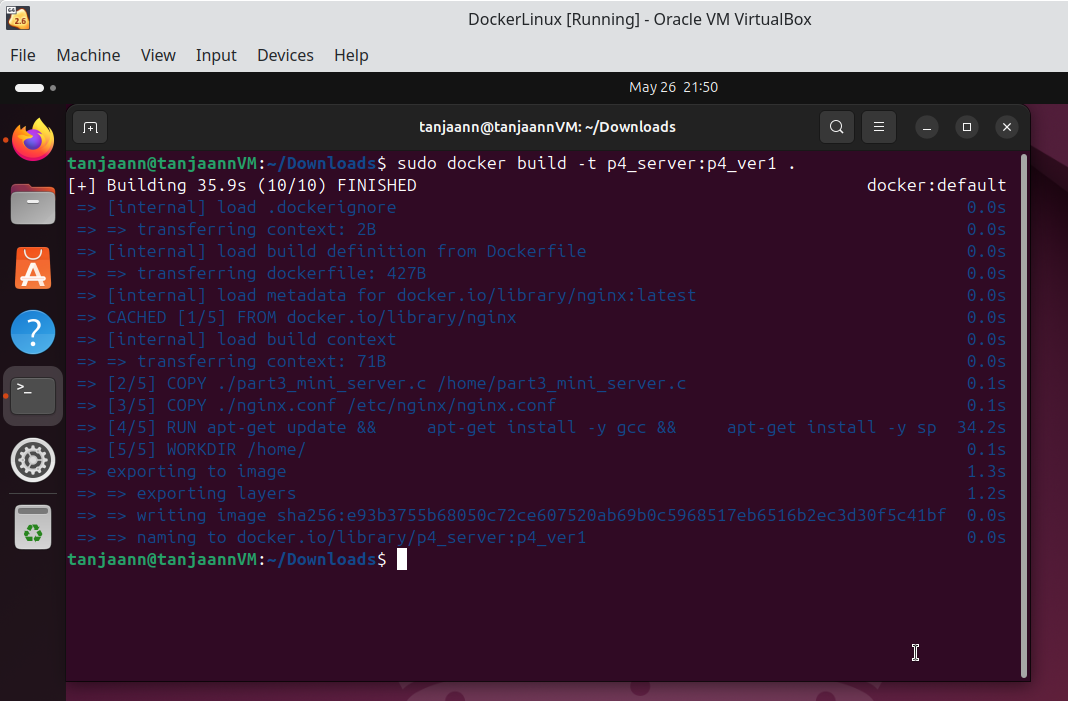 DockerLinux [Running] - Oracle VM VirtualBox
File Machine View Input Devices Help
May 26 21:50
tanjaann@tanjaannVM: ~/Downloads
tanjaann@tanjaannVM:~/Downloads$ sudo docker build -t p4_server:p4_ver1 .
[+] Building 35.9s (10/10) FINISHED docker:default
=> [internal] load .dockerignore 0.0s
=> => transferring context: 2B 0.0s
=> [internal] load build definition from Dockerfile 0.0s
=> => transferring dockerfile: 427B 0.0s
=> [internal] load metadata for docker.io/library/nginx:latest 0.0s
=> CACHED [1/5] FROM docker.io/library/nginx 0.0s
=> [internal] load build context 0.0s
=> => transferring context: 71B 0.0s
=> [2/5] COPY ./part3_mini_server.c /home/part3_mini_server.c 0.1s
=> [3/5] COPY ./nginx.conf /etc/nginx/nginx.conf 0.1s
=> [4/5] RUN apt-get update &&     apt-get install -y gcc &&     apt-get install -y sp 34.2s
=> [5/5] WORKDIR /home/ 0.1s
=> exporting to image 1.3s
=> => exporting layers 1.2s
=> => writing image sha256:e93b3755b68050c72ce607520ab69b0c5968517eb6516b2ec3d30f5c41bf 0.0s
=> => naming to docker.io/library/p4_server:p4_ver1 0.0s
tanjaann@tanjaannVM:~/Downloads$